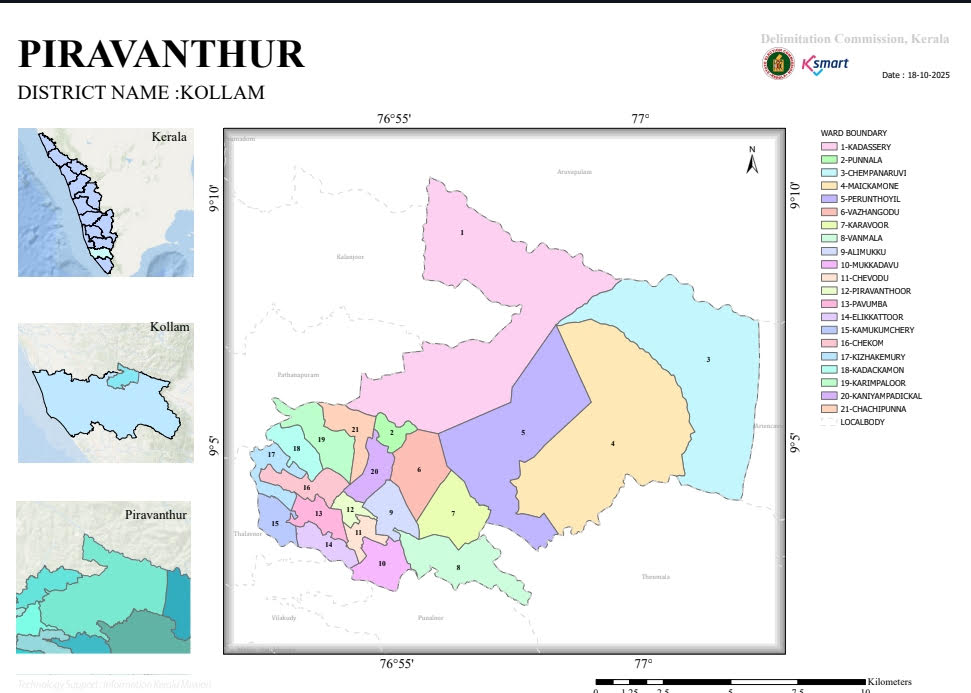 PIRAVANTHUR
DISTRICT NAME :KOLLAM
Delimitation Commission, Kerala
Ksmart
Date : 18-10-2025
Kerala
Kollam
Piravanthur
76°55' 77°
9°10' 9°10'
9°5' 9°5'
76°55' 77°
N
Aruvapulam
Kalanjoor
Pathanapuram
Thalavoor
Vilakudy
Punalur
Thenmala
1
2
3
4
5
6
7
8
9
10
11
12
13
14
15
16
17
18
19
20
21
WARD BOUNDARY
1-KADASSERY
2-PUNNALA
3-CHEMPANARUVI
4-MAICKAMONE
5-PERUNTHOYIL
6-VAZHANGODU
7-KARAVOOR
8-VANMALA
9-ALIMUKKU
10-MUKKADAVU
11-CHEVODU
12-PIRAVANTHOOR
13-PAVUMBA
14-ELIKKATTOOR
15-KAMUKUMCHERY
16-CHEKOM
17-KIZHAKEMURY
18-KADACKAMON
19-KARIMPALOOR
20-KANIYAMPADICKAL
21-CHACHIPUNNA
LOCALBODY
Technology Support : Information Kerala Mission
Kilometers
0 1.25 2.5 5 7.5 10